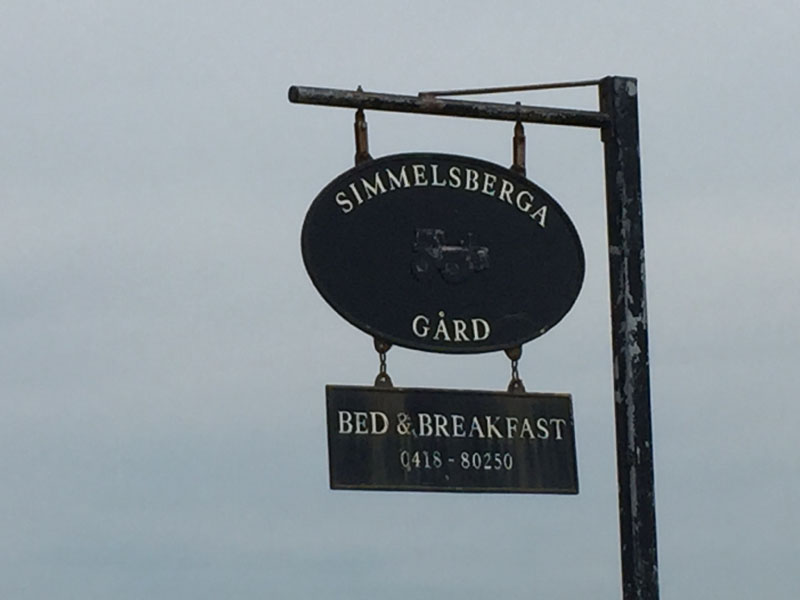 SIMMELSBERGA
GÅRD
BED & BREAKFAST
0418 - 80250